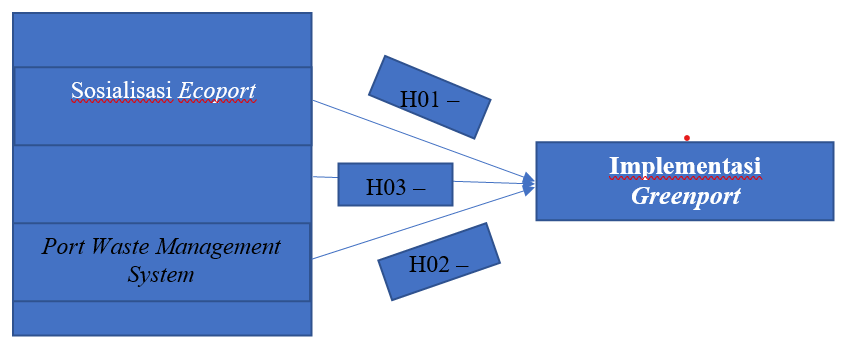 Sosialisasi Ecoport
H01 –
H03 –
Implementasi
Greenport
Port Waste Management
System
H02 –